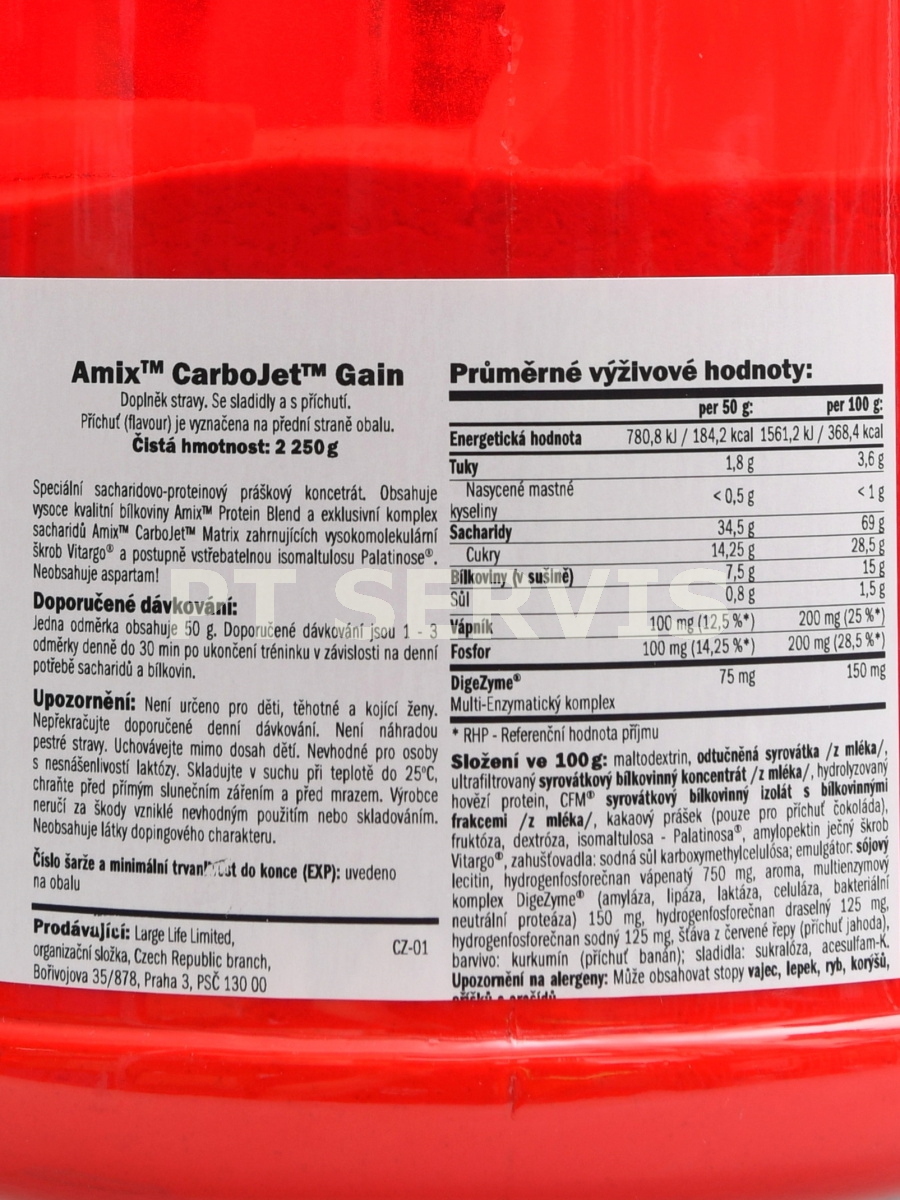 Amix™ CarboJet™ Gain
Doplněk stravy. Se sladidly a s příchutí.
Příchuť (flavour) je vyznačena na přední straně obalu.
Čistá hmotnost: 2 250 g
Speciální sacharidovo-proteinový práškový koncetrát. Obsahuje
vysoce kvalitní bílkoviny Amix™ Protein Blend a exklusivní komplex
sacharidů Amix™ CarboJet™ Matrix zahrnujících vysokomolekulární
škrob Vitargo® a postupně vstřebatelnou isomaltulosu Palatinose®.
Neobsahuje aspartam!
Doporučené dávkování:
Jedna odměrka obsahuje 50 g. Doporučené dávkování jsou 1 - 3
odměrky denně do 30 min po ukončení tréninku v závislosti na denní
potřebě sacharidů a bílkovin.
Upozornění: Není určeno pro děti, těhotné a kojící ženy.
Nepřekračujte doporučené denní dávkování. Není náhradou
pestré stravy. Uchovávejte mimo dosah dětí. Nevhodné pro osoby
s nesnášenlivostí laktózy. Skladujte v suchu při teplotě do 25°C,
chraňte před přímým slunečním zářením a před mrazem. Výrobce
neručí za škody vzniklé nevhodným použitím nebo skladováním.
Neobsahuje látky dopingového charakteru.
Číslo šarže a minimální do konce (EXP): uvedeno
na obalu
Prodávající: Large Life Limited,
organizační složka, Czech Republic branch,
Bořivojova 35/878, Praha 3, PSČ 130 00
CZ-01
Průměrné výživové hodnoty:
per 50 g: per 100 g:
Energetická hodnota 780,8 kJ / 184,2 kcal 1561,2 kJ / 368,4 kcal
Tuky 1,8 g 3,6 g
Nasycené mastné
kyseliny < 0,5 g < 1 g
Sacharidy 34,5 g 69 g
Cukry 14,25 g 28,5 g
Bílkoviny (v sušině) 7,5 g 15 g
Sůl 0,8 g 1,5 g
Vápník 100 mg (12,5 %*) 200 mg (25 %*)
Fosfor 100 mg (14,25 %*) 200 mg (28,5 %*)
DigeZyme® 75 mg 150 mg
Multi-Enzymatický komplex
* RHP - Referenční hodnota příjmu
Složení ve 100 g: maltodextrin, odtučněná syrovátka /z mléka/,
ultrafiltrovaný syrovátkový bílkovinný koncentrát /z mléka/, hydrolyzovaný
hovězí protein, CFM® syrovátkový bílkovinný izolát s bílkovinnými
frakcemi /z mléka/, kakaový prášek (pouze pro příchuť čokoláda),
fruktóza, dextróza, isomaltulosa - Palatinosa®, amylopektin ječný škrob
Vitargo®, zahušťovadla: sodná sůl karboxymethylcelulósa; emulgátor: sójový
lecitin, hydrogenfosforečnan vápenatý 750 mg, aroma, multienzymový
komplex DigeZyme® (amyláza, lipáza, laktáza, celuláza, bakteriální
neutrální proteáza) 150 mg, hydrogenfosforečnan draselný 125 mg,
hydrogenfosforečnan sodný 125 mg, šťáva z červené řepy (příchuť jahoda),
barvivo: kurkumín (příchuť banán); sladidla: sukralóza, acesulfam-K.
Upozornění na alergeny: Může obsahovat stopy vajec, lepek, ryb, korýšů,
PT SERVIS